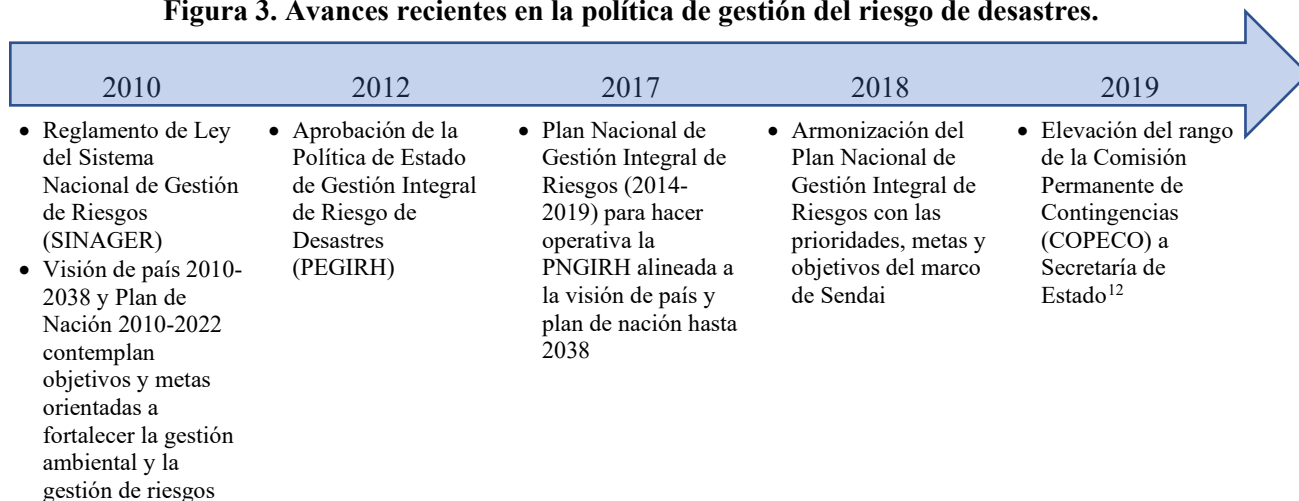 Figura 3. Avances recientes en la política de gestión del riesgo de desastres.
2010
2012
2017
2018
2019
• Reglamento de Ley
del Sistema
Nacional de Gestión
de Riesgos
(SINAGER)
• Visión de país 2010-
2038 y Plan de
Nación 2010-2022
contemplan
objetivos y metas
orientadas a
fortalecer la gestión
ambiental y la
gestión de riesgos
• Aprobación de la
Política de Estado
de Gestión Integral
de Riesgo de
Desastres
(PEGIRH)
• Plan Nacional de
Gestión Integral de
Riesgos (2014-
2019) para hacer
operativa la
PNGIRH alineada a
la visión de país y
plan de nación hasta
2038
• Armonización del
Plan Nacional de
Gestión Integral de
Riesgos con las
prioridades, metas y
objetivos del marco
de Sendai
• Elevación del rango
de la Comisión
Permanente de
Contingencias
(COPECO) a
Secretaría de
Estado12